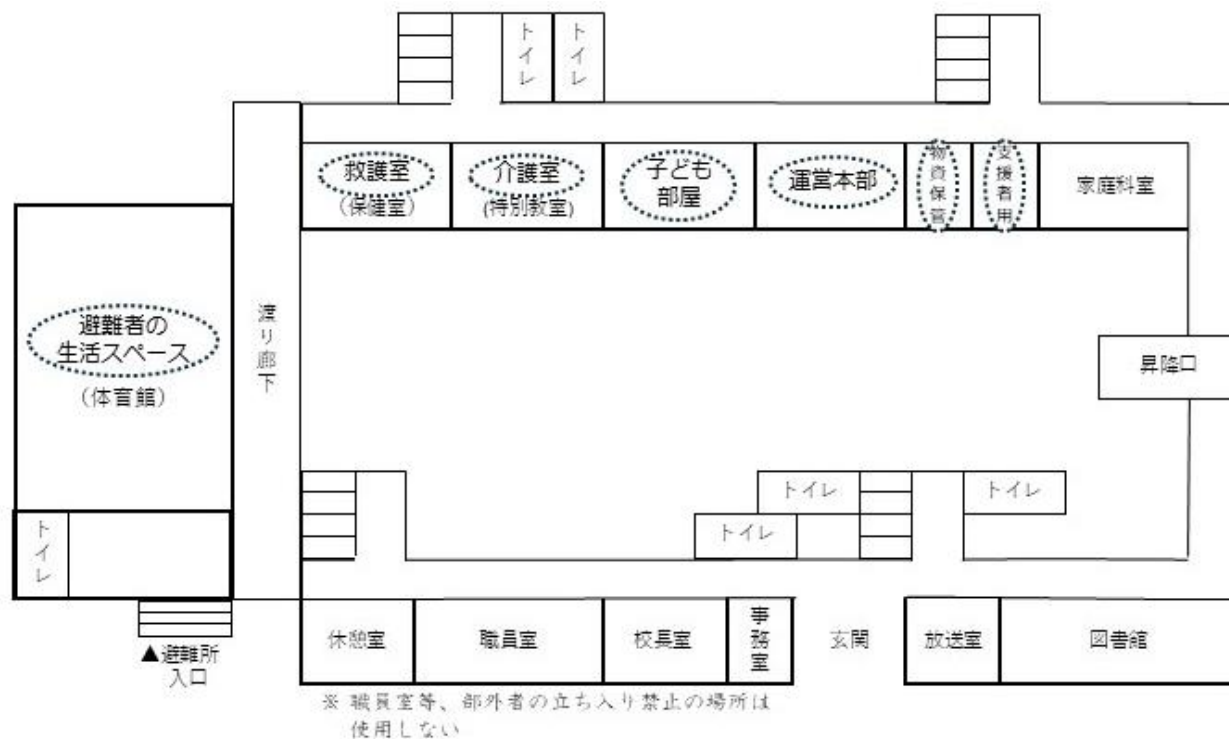 トイレ
トイレ
救護室
（保健室）
介護室
(特別教室)
子ども
部屋
運営本部
物資保管
支援者用
家庭科室
避難者の
生活スペース
（体育館）
渡り廊下
昇降口
トイレ
トイレ
トイレ
トイレ
▲避難所
入口
休憩室
職員室
校長室
事務室
玄関
放送室
図書館
※ 職員室等、部外者の立ち入り禁止の場所は
使用しない